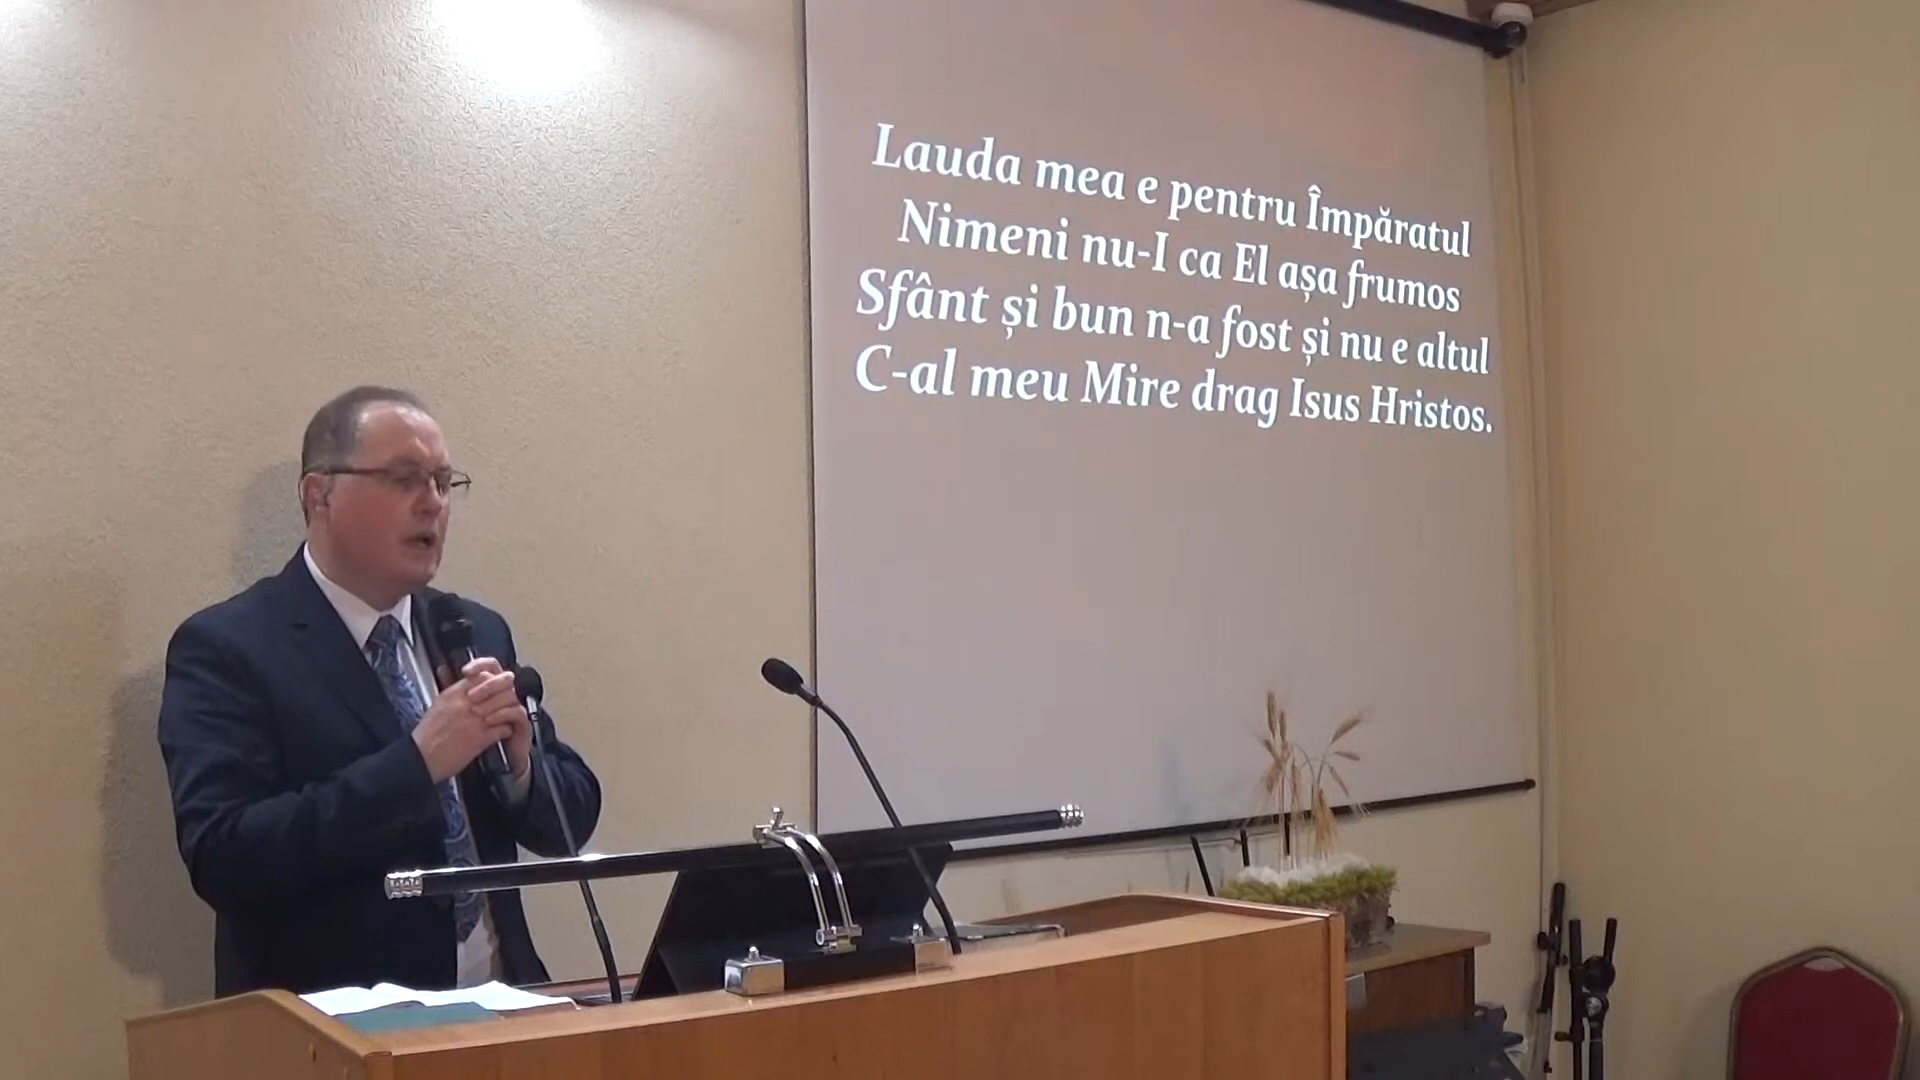 Lauda mea e pentru Împăratul
Nimeni nu-I ca El așa frumos
Sfânt și bun n-a fost și nu e altul
C-al meu Mire drag Isus Hristos.